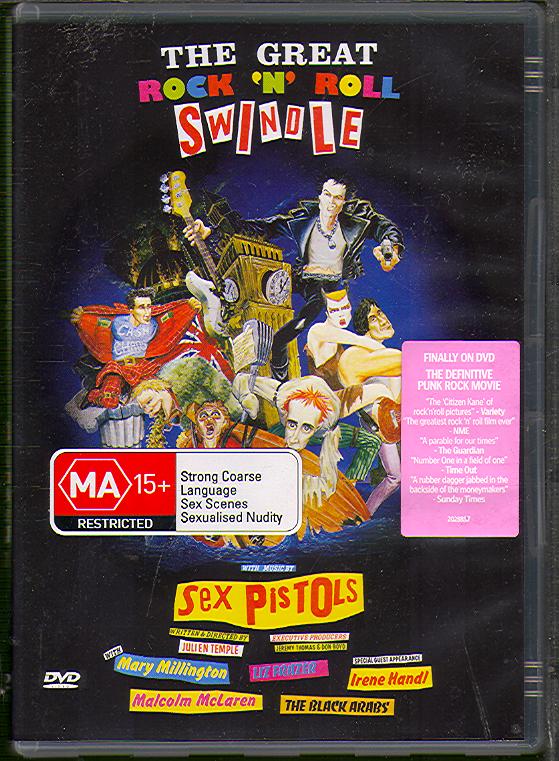 THE GREAT
ROCK 'N' ROLL
SWINDLE
CASH
CHAOS
FINALLY ON DVD
THE DEFINITIVE
PUNK ROCK MOVIE
"The 'Citizen Kane' of
rock'n'roll pictures" - Variety
"The greatest rock 'n' roll film ever"
- NME
"A parable for our times"
- The Guardian
"Number One in a field of one"
- Time Out
"A rubber dagger jabbed in the
backside of the moneymakers"
- Sunday Times
MA 15+
RESTRICTED
Strong Coarse
Language
Sex Scenes
Sexualised Nudity
WITH MUSIC BY
SEX PISTOLS
WRITTEN & DIRECTED BY
JULIEN TEMPLE
EXECUTIVE PRODUCERS
JEREMY THOMAS & DON BOYD
WITH
Mary Millington
LIZ FRAZER
SPECIAL GUEST APPEARANCE
Irene Handl
Malcolm McLaren
THE BLACK ARABS
DVD